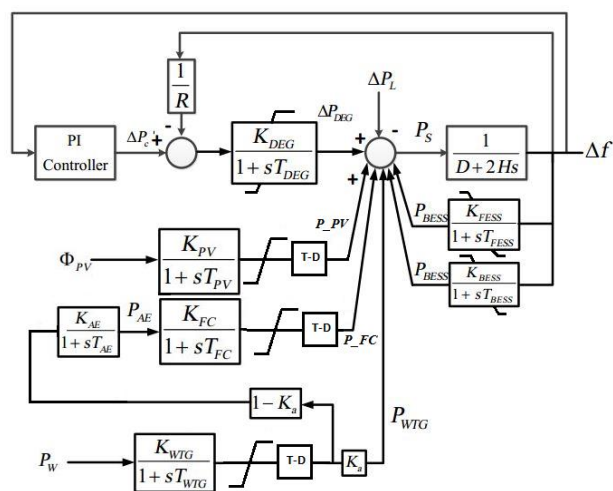 1
R
ΔP_L
PI
Controller
ΔP_c'
+
-
K_DEG
1 + sT_DEG
ΔP_DEG
+
-
+
P_S
1
D + 2Hs
Δf
P_BESS
K_FESS
1 + sT_FESS
P_BESS
K_BESS
1 + sT_BESS
Φ_PV
K_PV
1 + sT_PV
T-D
P_PV
K_AE
1 + sT_AE
P_AE
K_FC
1 + sT_FC
T-D
P_FC
1 - K_a
P_WTG
P_W
K_WTG
1 + sT_WTG
T-D
K_a